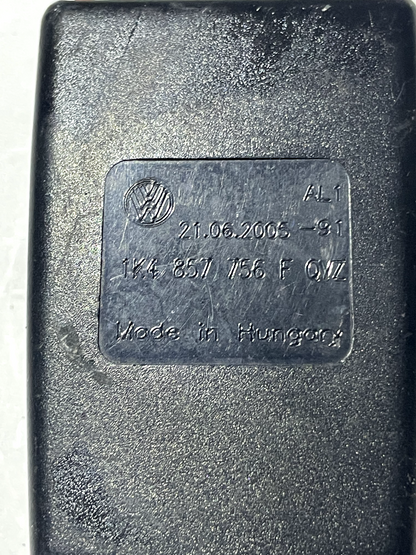 AL1
21.06.2005 -91
1K4 857 756 F QVZ
Made in Hungary